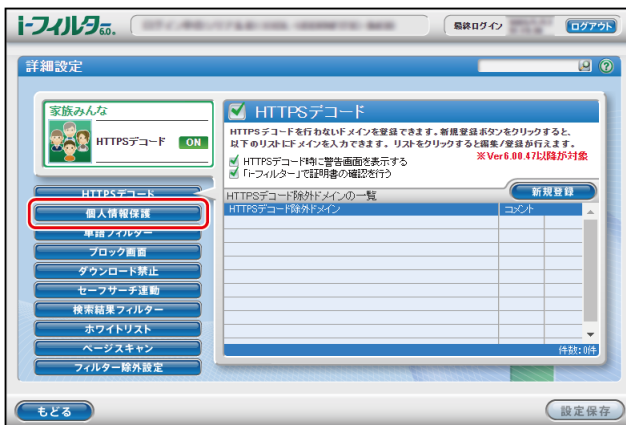 i-フィルター6.0.
最終ログイン
ログアウト
詳細設定
家族みんな
HTTPSデコード ON
HTTPSデコード
個人情報保護
単語フィルター
ブロック画面
ダウンロード禁止
セーフサーチ連動
検索結果フィルター
ホワイトリスト
ページスキャン
フィルター除外設定
HTTPSデコード
HTTPSデコードを行わないドメインを登録できます。新規登録ボタンをクリックすると、
以下のリストにドメインを入力できます。リストをクリックすると編集/登録が行えます。
※Ver6.00.47以降が対象
HTTPSデコード時に警告画面を表示する
「i-フィルター」で証明書の確認を行う
HTTPSデコード除外ドメインの一覧
新規登録
HTTPSデコード除外ドメイン コメント
件数:0件
もどる
設定保存